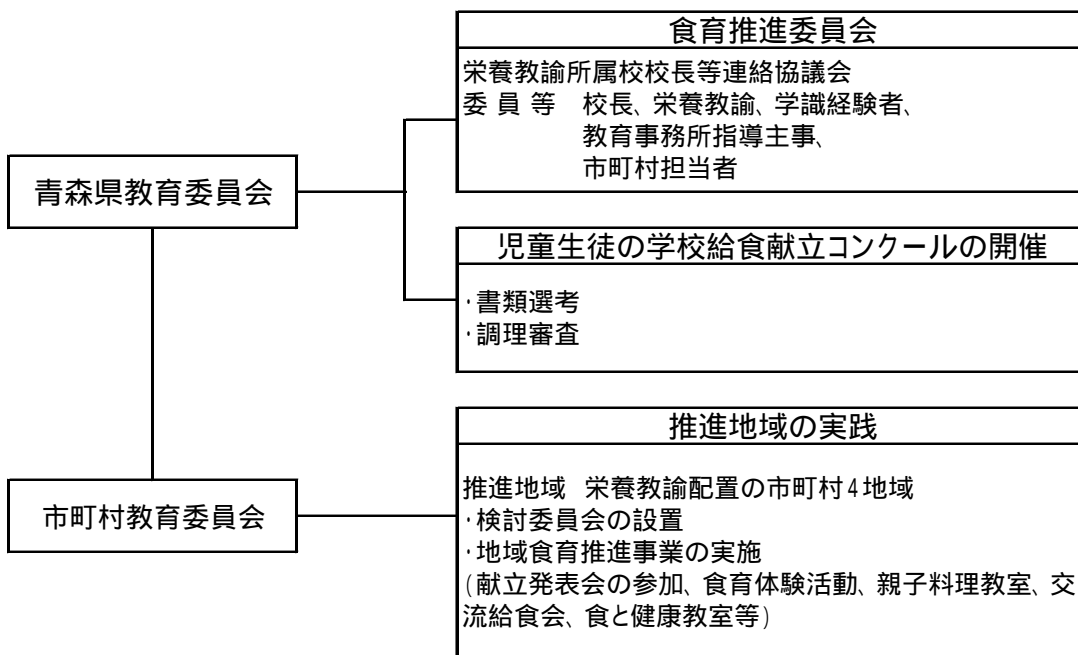 食育推進委員会
栄養教諭所属校校長等連絡協議会
委 員 等　校長、栄養教諭、学識経験者、
教育事務所指導主事、
市町村担当者
青森県教育委員会
児童生徒の学校給食献立コンクールの開催
・書類選考
・調理審査
推進地域の実践
推進地域　栄養教諭配置の市町村4地域
・検討委員会の設置
・地域食育推進事業の実施
(献立発表会の参加、食育体験活動、親子料理教室、交
流給食会、食と健康教室等)
市町村教育委員会